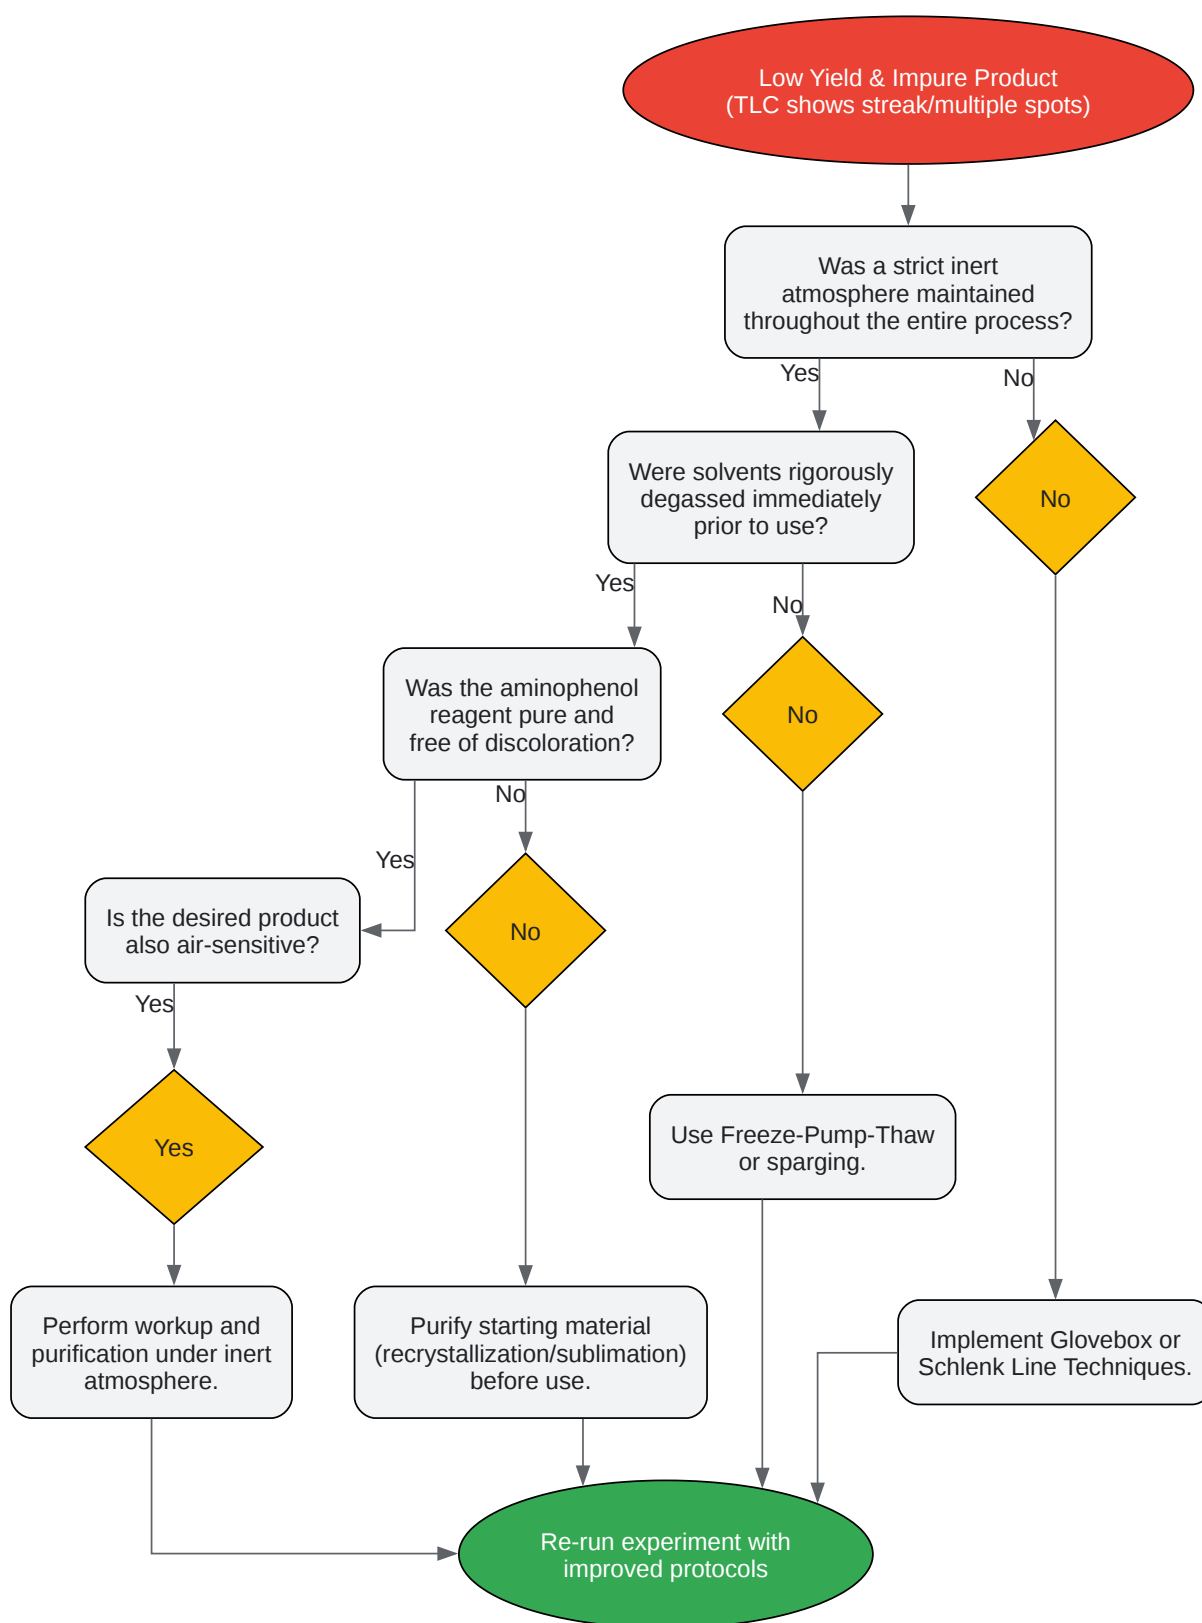 Low Yield & Impure Product
(TLC shows streak/multiple spots)
Was a strict inert
atmosphere maintained
throughout the entire process?
Yes
No
Were solvents rigorously
degassed immediately
prior to use?
No
Yes
No
Was the aminophenol
reagent pure and
free of discoloration?
No
Yes
No
Is the desired product
also air-sensitive?
No
Yes
Yes
Use Freeze-Pump-Thaw
or sparging.
Perform workup and
purification under inert
atmosphere.
Purify starting material
(recrystallization/sublimation)
before use.
Implement Glovebox or
Schlenk Line Techniques.
Re-run experiment with
improved protocols